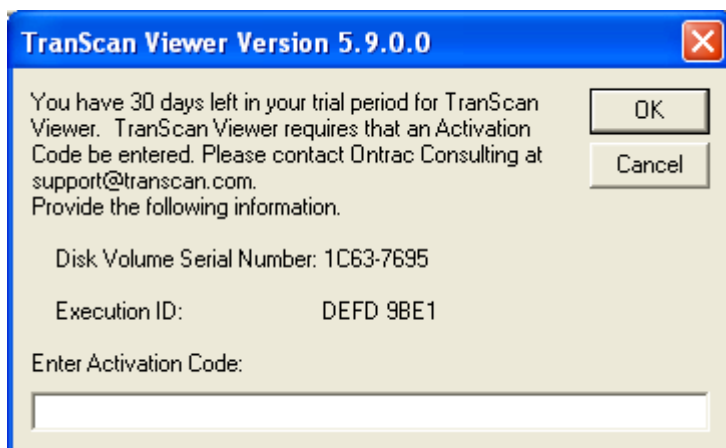 TranScan Viewer Version 5.9.0.0
You have 30 days left in your trial period for TranScan
Viewer. TranScan Viewer requires that an Activation
Code be entered. Please contact Ontrac Consulting at
support@transcan.com.
Provide the following information.
OK
Cancel
Disk Volume Serial Number: 1C63-7695
Execution ID: DEFD 9BE1
Enter Activation Code: